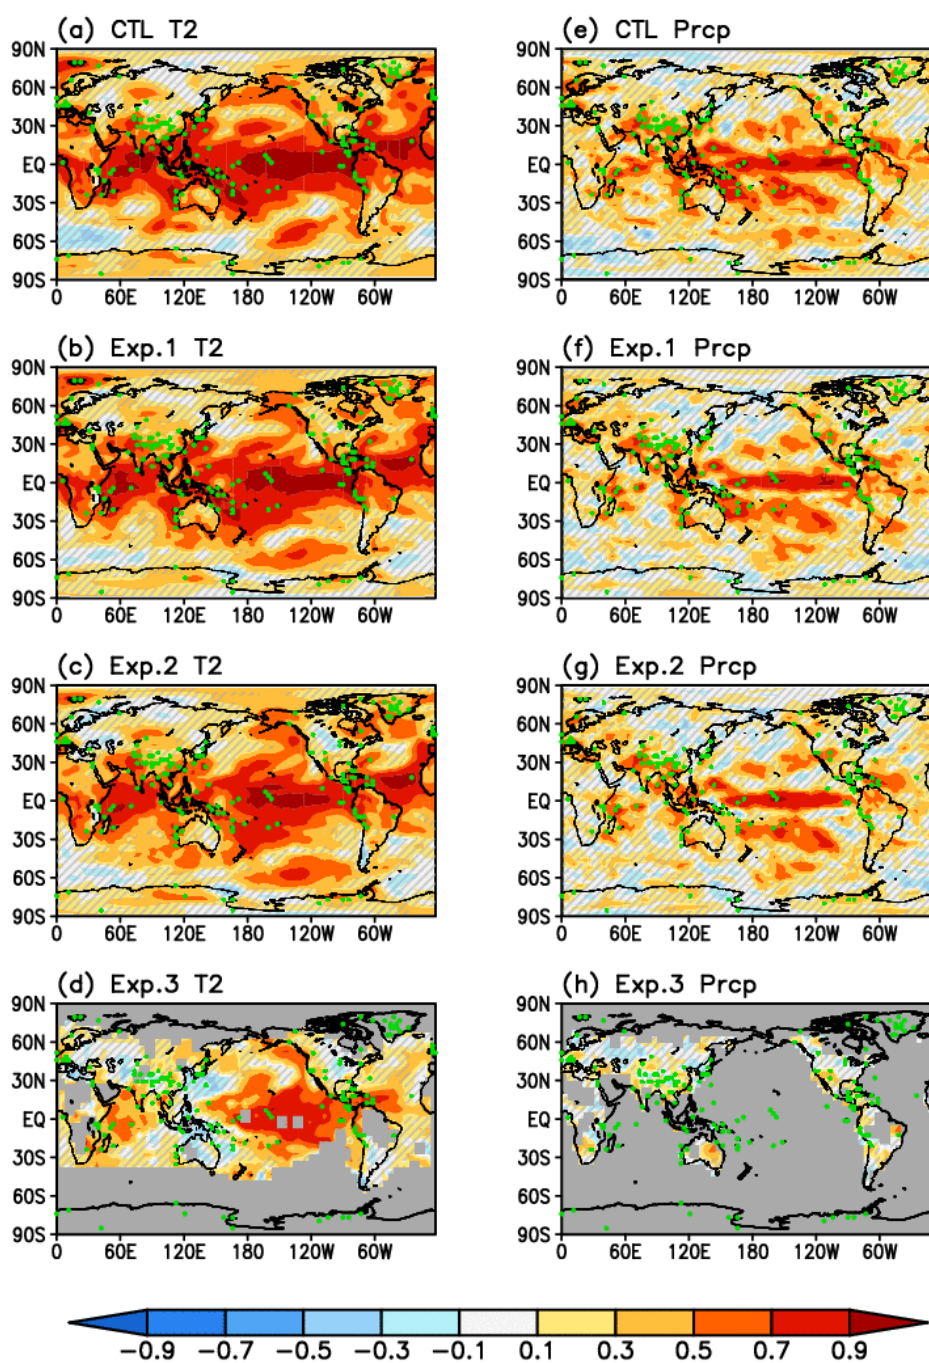 (a) CTL T2
(e) CTL Prcp
90N
60N
30N
EQ
30S
60S
90S
0 60E 120E 180 120W 60W
90N
60N
30N
EQ
30S
60S
90S
0 60E 120E 180 120W 60W
(b) Exp.1 T2
(f) Exp.1 Prcp
90N
60N
30N
EQ
30S
60S
90S
0 60E 120E 180 120W 60W
90N
60N
30N
EQ
30S
60S
90S
0 60E 120E 180 120W 60W
(c) Exp.2 T2
(g) Exp.2 Prcp
90N
60N
30N
EQ
30S
60S
90S
0 60E 120E 180 120W 60W
90N
60N
30N
EQ
30S
60S
90S
0 60E 120E 180 120W 60W
(d) Exp.3 T2
(h) Exp.3 Prcp
90N
60N
30N
EQ
30S
60S
90S
0 60E 120E 180 120W 60W
90N
60N
30N
EQ
30S
60S
90S
0 60E 120E 180 120W 60W
−0.9 −0.7 −0.5 −0.3 −0.1 0.1 0.3 0.5 0.7 0.9